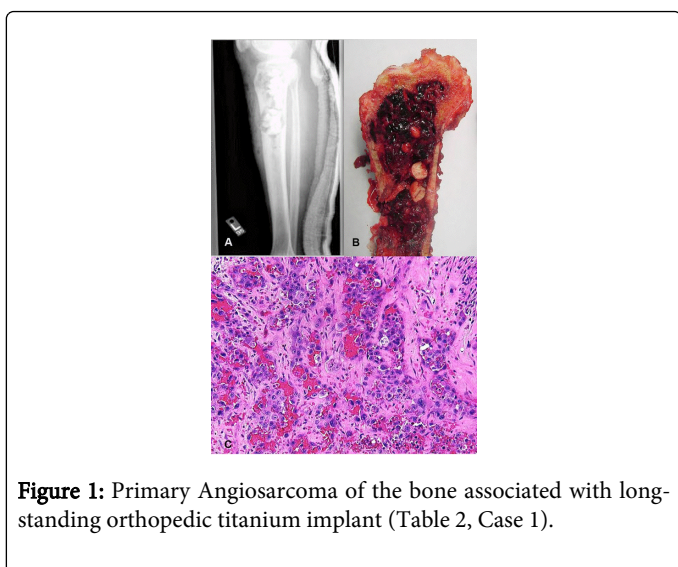 A
B
C
Figure 1: Primary Angiosarcoma of the bone associated with long-
standing orthopedic titanium implant (Table 2, Case 1).